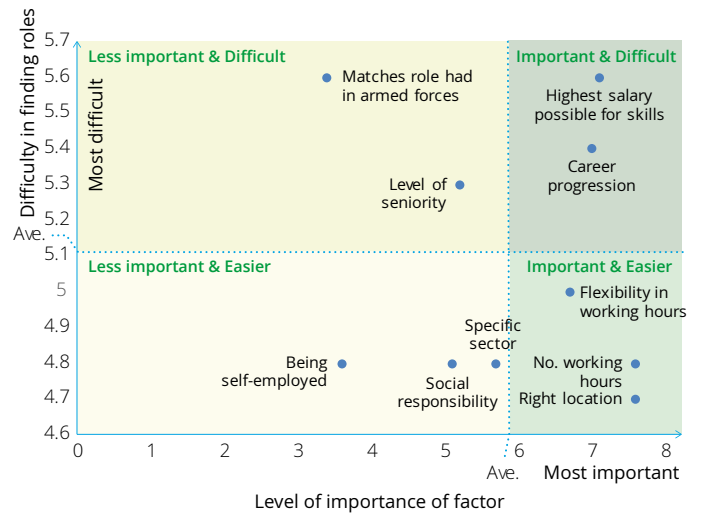 Difficulty in finding roles
Most difficult
5.7
5.6
5.5
5.4
5.3
5.2
Ave.
5.1
5
4.9
4.8
4.7
4.6
Less important & Difficult
Important & Difficult
Matches role had
in armed forces
Highest salary
possible for skills
Career
progression
Level of
seniority
Less important & Easier
Important & Easier
Flexibility in
working hours
Specific
sector
Being
self-employed
Social
responsibility
No. working
hours
Right location
0 1 2 3 4 5 6 7 8
Ave.
Most important
Level of importance of factor